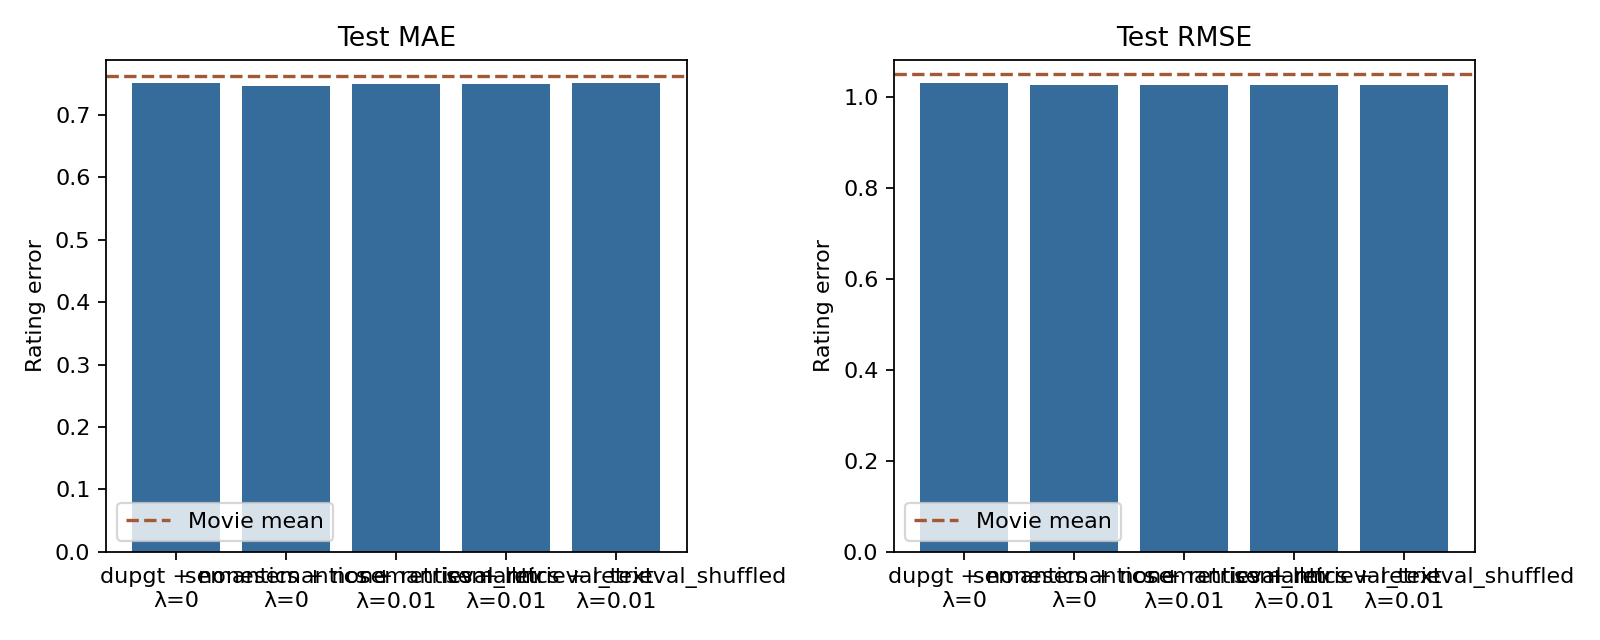 Test MAE
Rating error
0.7
0.6
0.5
0.4
0.3
0.2
0.1
0.0
Movie mean
dupgt +
λ=0
λ=0
λ=0.01
λ=0.01
λ=0.01
Test RMSE
Rating error
1.0
0.8
0.6
0.4
0.2
0.0
Movie mean
dupgt +
λ=0
λ=0
λ=0.01
λ=0.01
λ=0.01